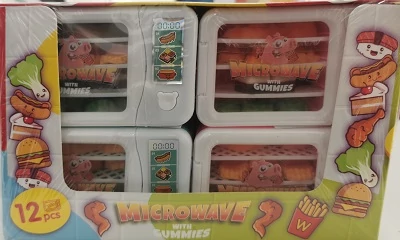 00:00
MICROWAVE
WITH
GUMMIES
MICROWAVE
WITH
GUMMIES
00:00
12 pcs
MICROWAVE
WITH
GUMMIES
W